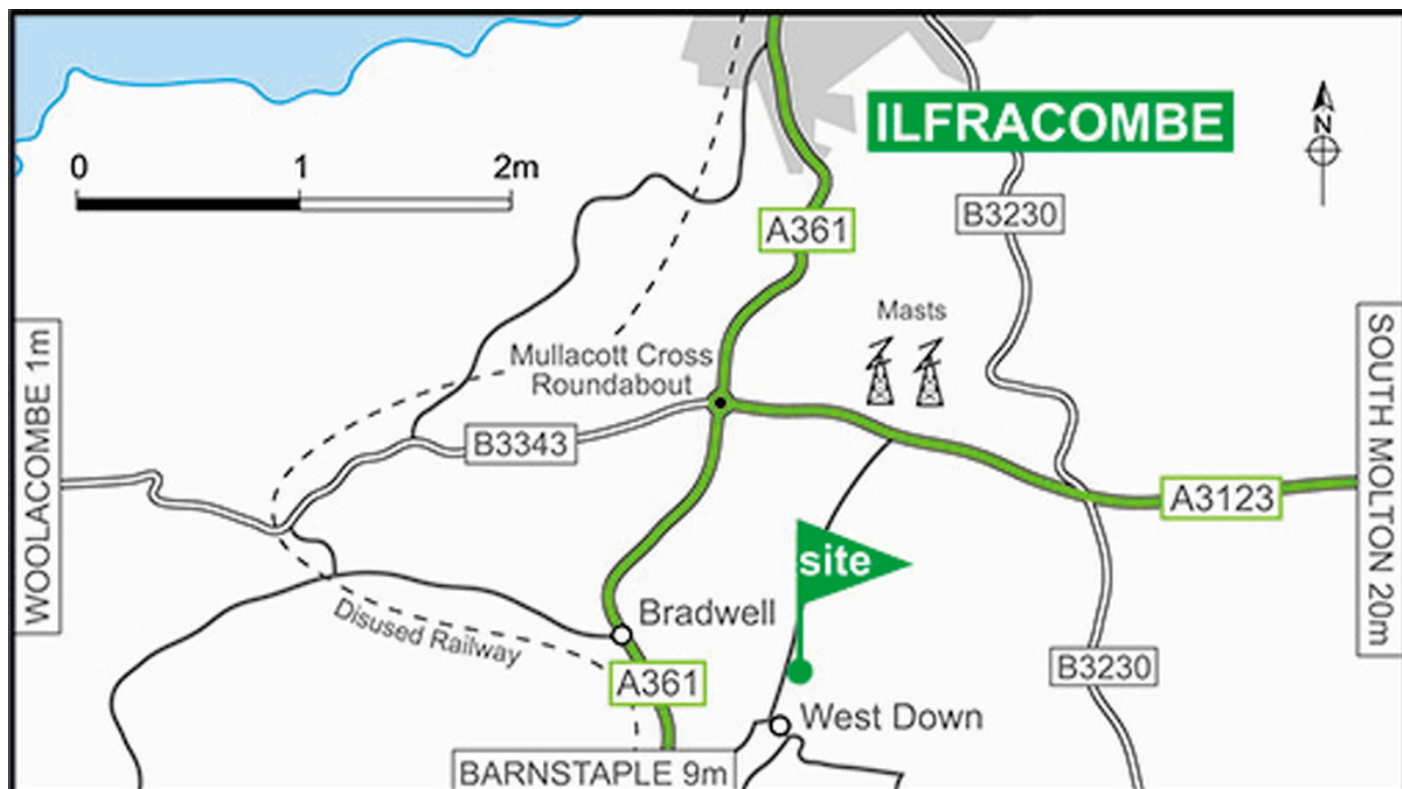 ILFRACOMBE
N
0 1 2m
B3230
A361
Masts
Mullacott Cross
Roundabout
WOOLACOMBE 1m
SOUTH MOLTON 20m
B3343
A3123
site
Bradwell
Disused Railway
A361
B3230
West Down
BARNSTAPLE 9m